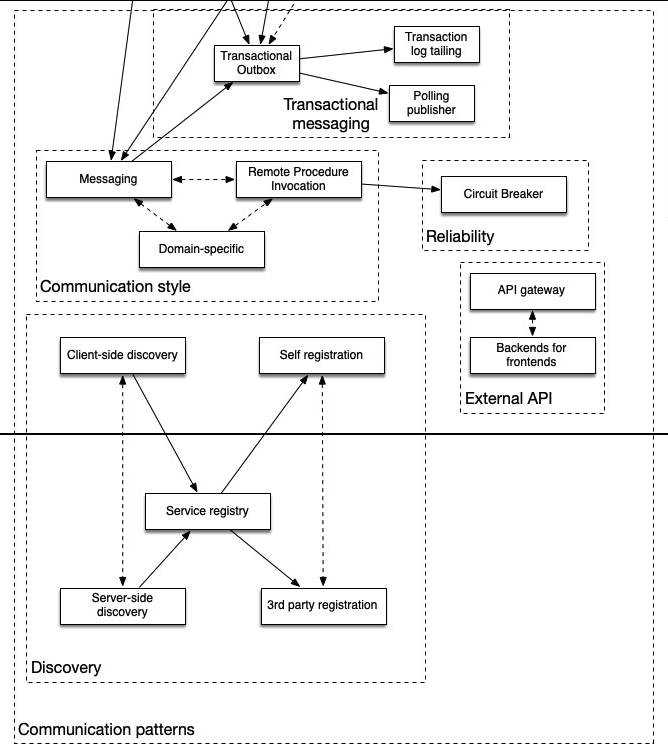 Transactional
Outbox
Transaction
log tailing
Polling
publisher
Transactional
messaging
Messaging
Remote Procedure
Invocation
Domain-specific
Communication style
Circuit Breaker
Reliability
API gateway
Backends for
frontends
External API
Client-side discovery
Self registration
Service registry
Server-side
discovery
3rd party registration
Discovery
Communication patterns